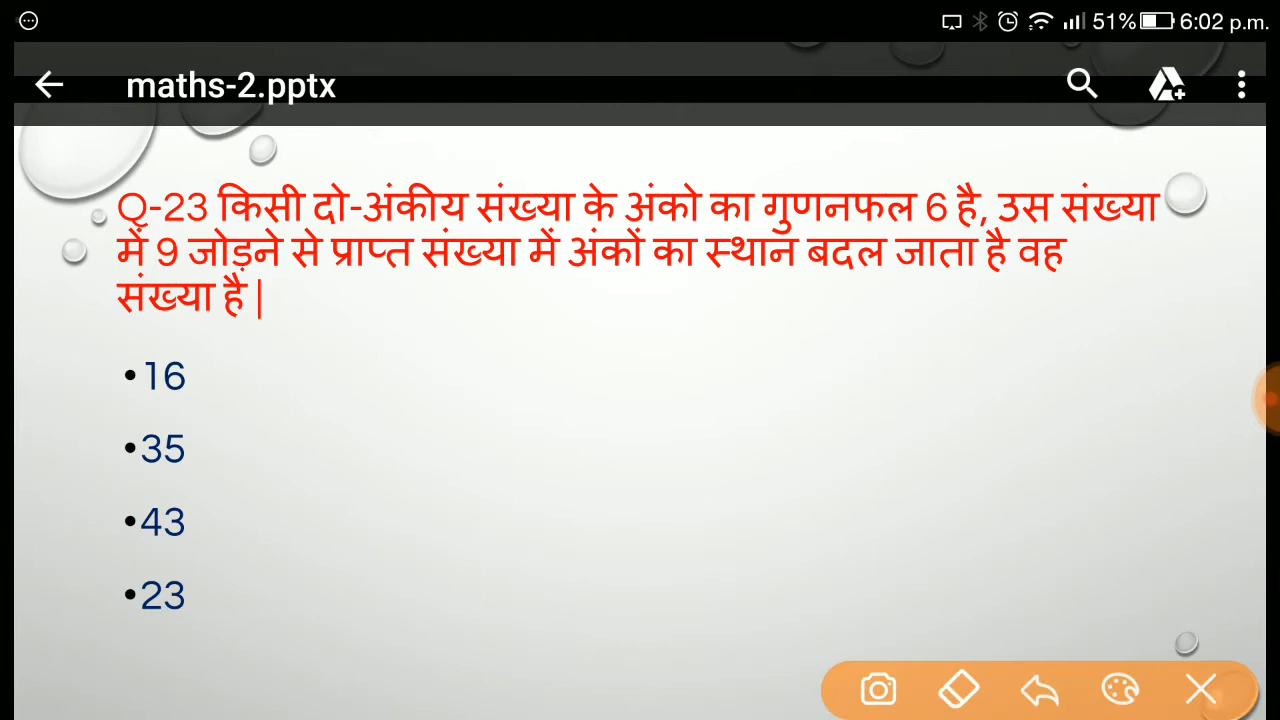 51% 6:02 p.m.
maths-2.pptx
Q-23 किसी दो-अंकीय संख्या के अंको का गुणनफल 6 है, उस संख्या
में 9 जोड़ने से प्राप्त संख्या में अंकों का स्थान बदल जाता है वह
संख्या है |
•16
•35
•43
•23